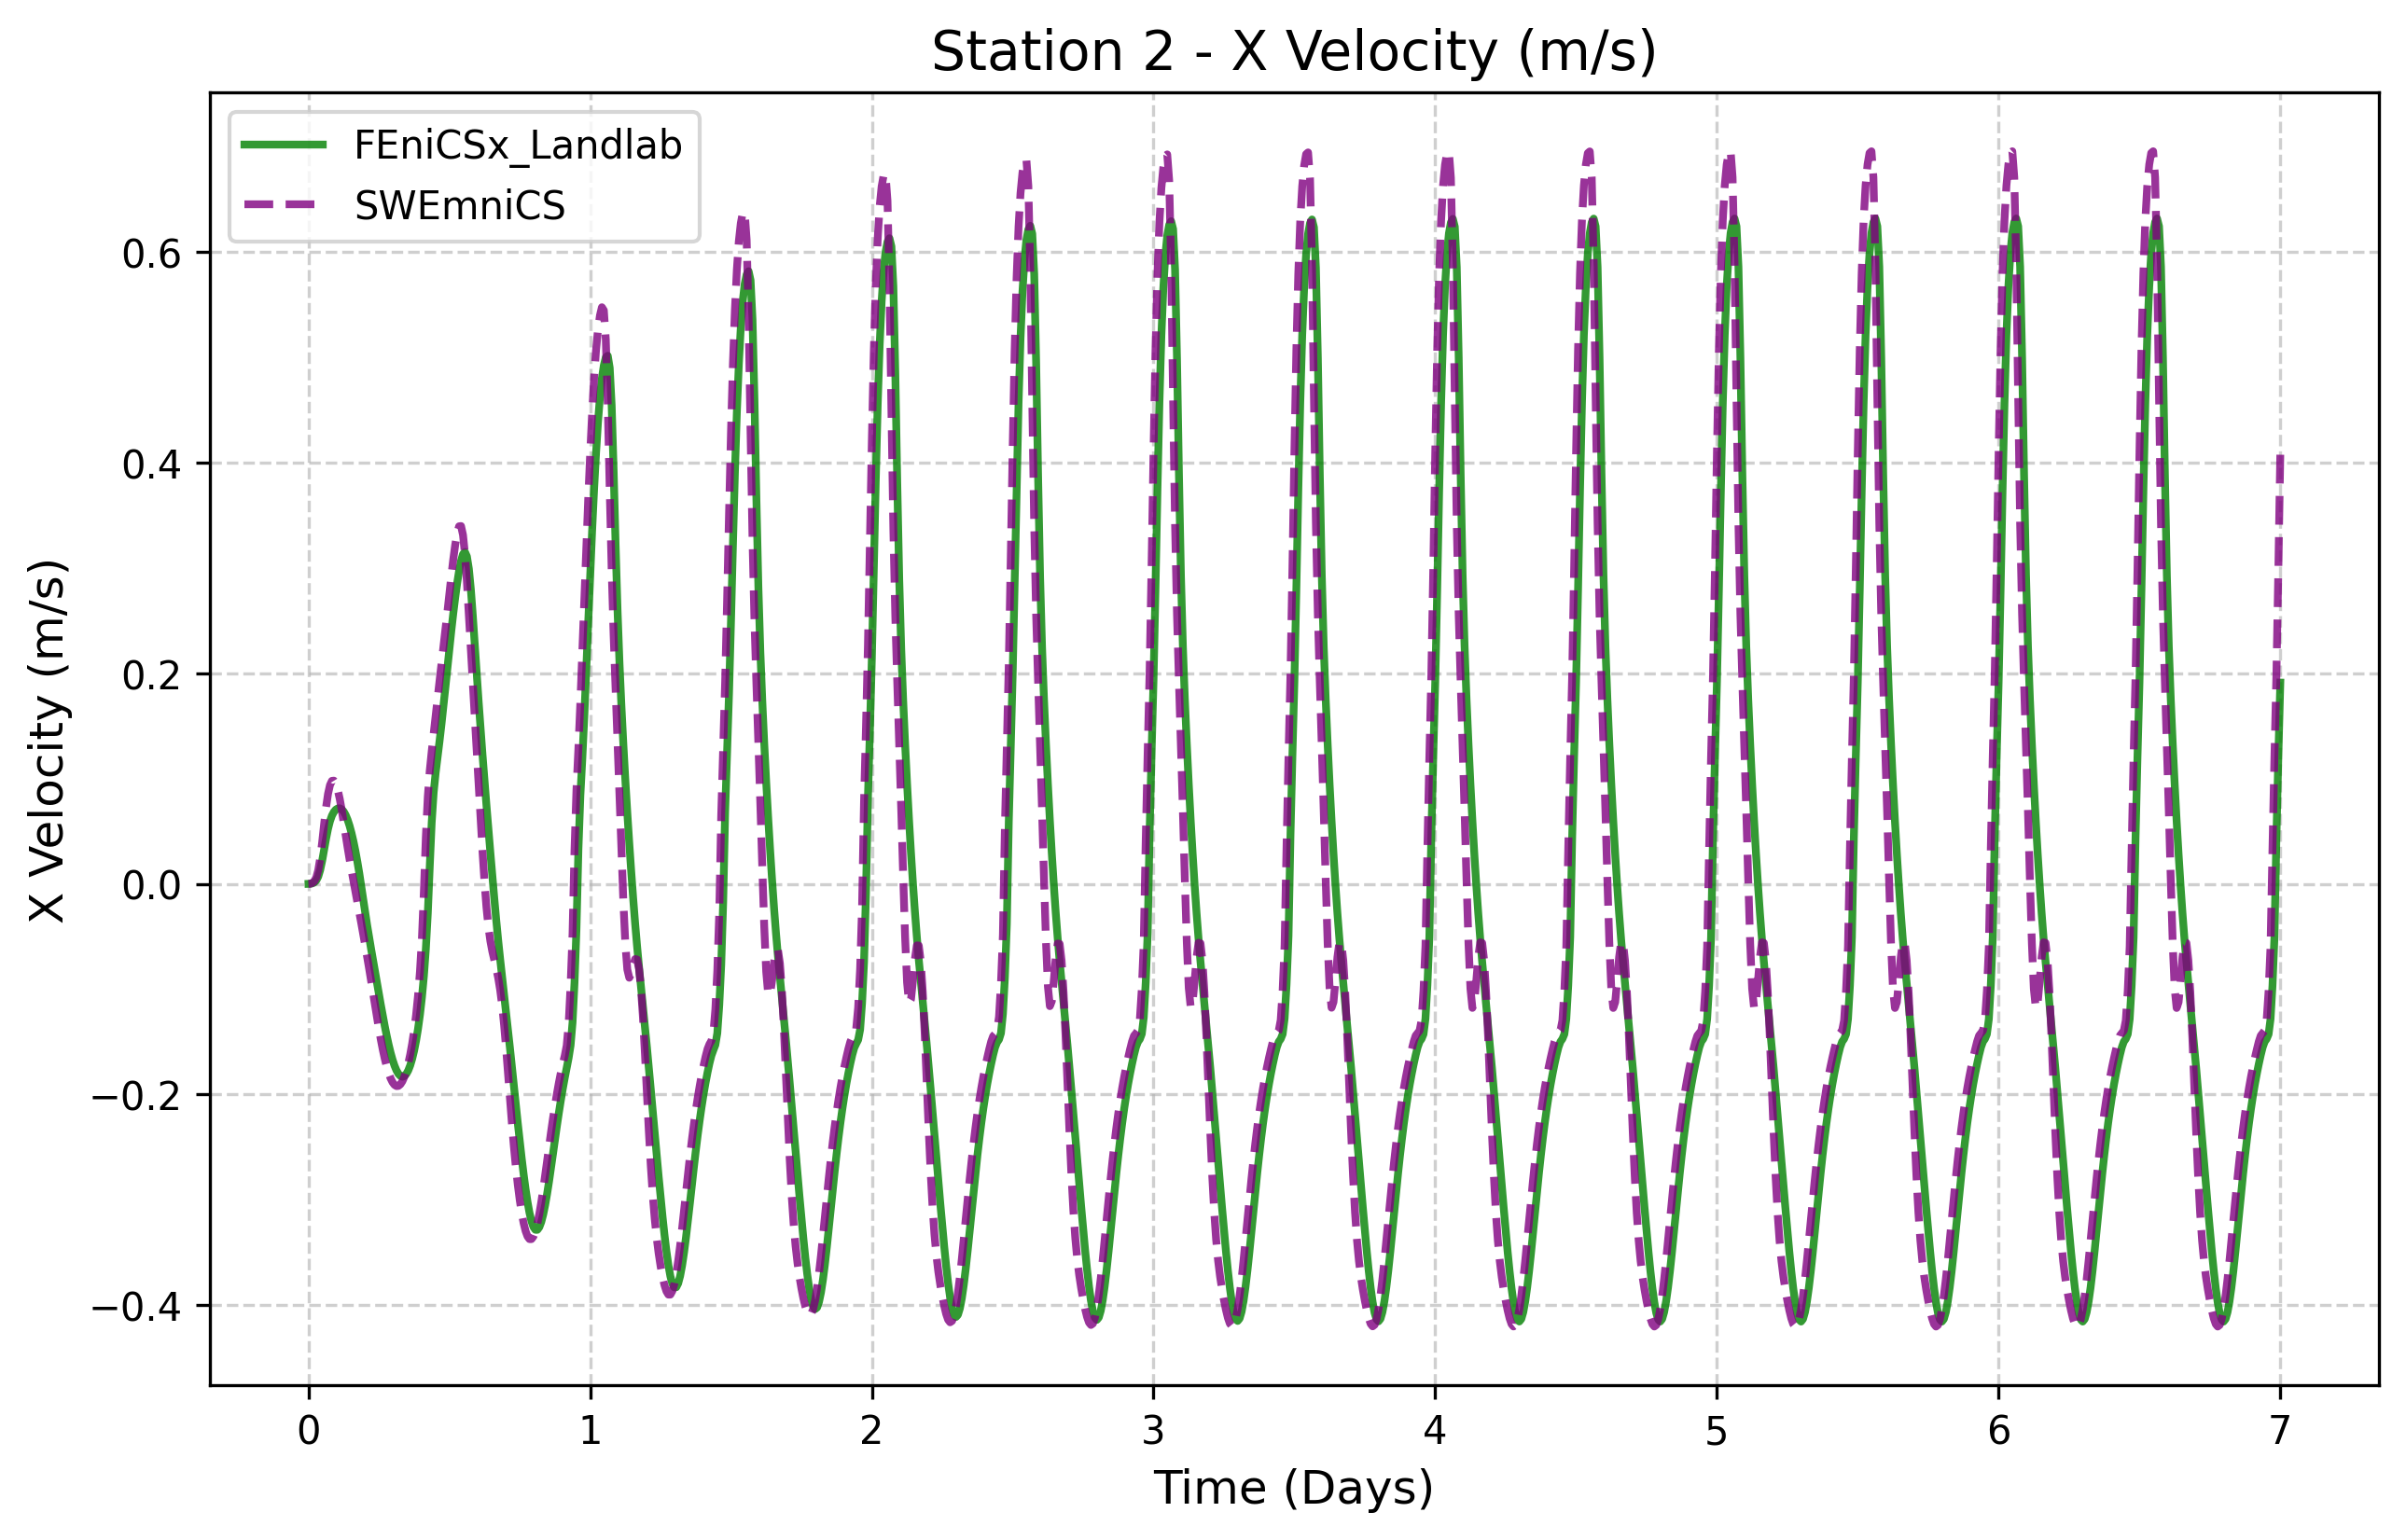 Station 2 - X Velocity (m/s)
FEniCSx_Landlab
SWEmniCS
X Velocity (m/s)
0.6
0.4
0.2
0.0
−0.2
−0.4
0 1 2 3 4 5 6 7
Time (Days)